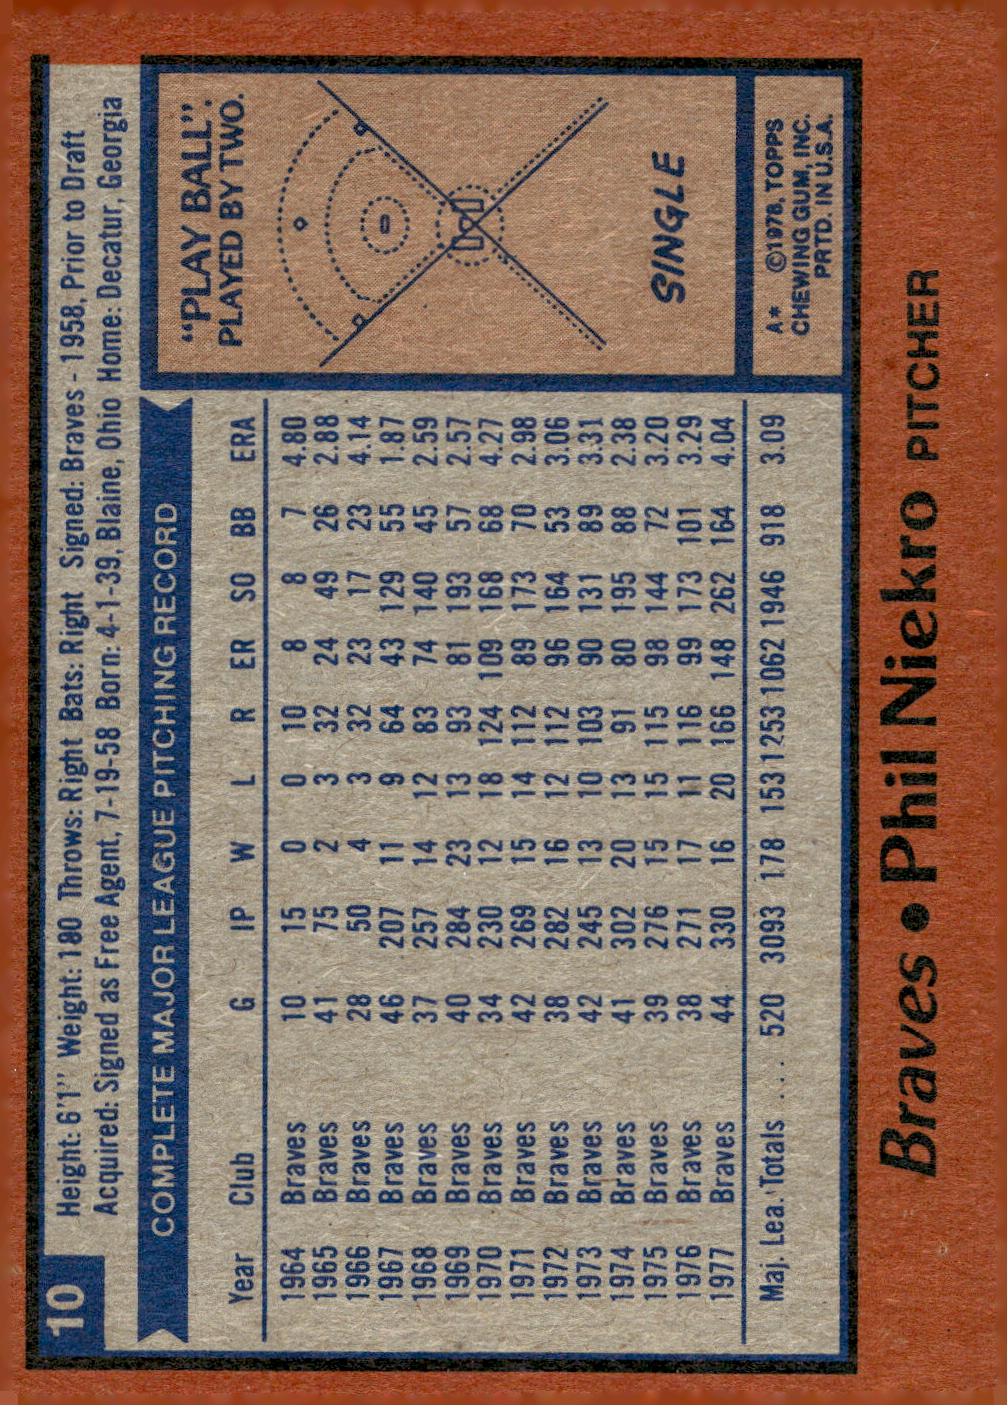 10
Height: 6'1" Weight: 180 Throws: Right Bats: Right Signed: Braves - 1958, Prior to Draft
Acquired: Signed as Free Agent, 7-19-58 Born: 4-1-39, Blaine, Ohio Home: Decatur, Georgia
COMPLETE MAJOR LEAGUE PITCHING RECORD
Year Club G IP W L R ER SO BB ERA
1964 Braves 10 15 0 0 10 8 8 7 4.80
1965 Braves 41 75 2 3 32 24 49 26 2.88
1966 Braves 28 50 4 3 32 23 17 23 4.14
1967 Braves 46 207 11 9 64 43 129 55 1.87
1968 Braves 37 257 14 12 83 74 140 45 2.59
1969 Braves 40 284 23 13 93 81 193 57 2.57
1970 Braves 34 230 12 18 124 109 168 68 4.27
1971 Braves 42 269 15 14 112 89 173 70 2.98
1972 Braves 38 282 16 12 112 96 164 53 3.06
1973 Braves 42 245 13 10 103 90 131 89 3.31
1974 Braves 41 302 20 13 91 80 195 88 2.38
1975 Braves 39 276 15 15 115 98 144 72 3.20
1976 Braves 38 271 17 11 116 99 173 101 3.29
1977 Braves 44 330 16 20 166 148 262 164 4.04
Maj. Lea. Totals .... 520 3093 178 153 1253 1062 1946 918 3.09
"PLAY BALL":
PLAYED BY TWO.
SINGLE
A* ©1978, TOPPS
CHEWING GUM, INC.
PRTD. IN U.S.A.
Braves • Phil Niekro PITCHER